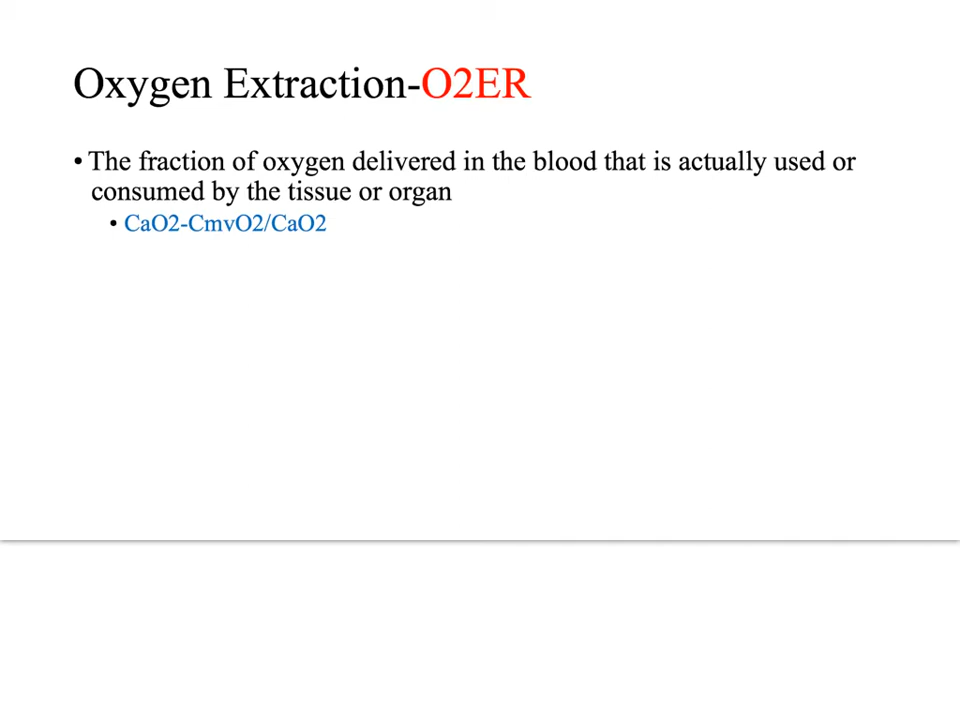 Oxygen Extraction-O2ER
• The fraction of oxygen delivered in the blood that is actually used or
consumed by the tissue or organ
• CaO2-CmvO2/CaO2